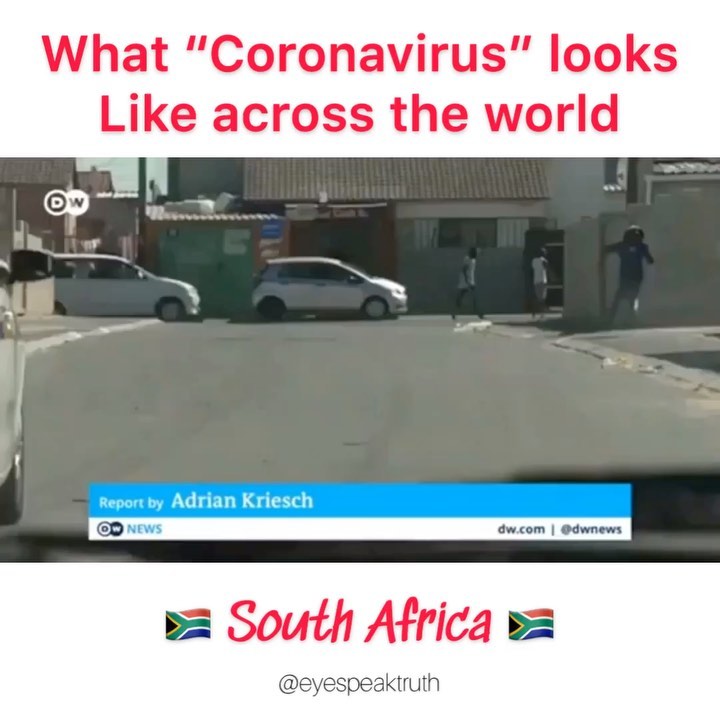 What “Coronavirus” looks
Like across the world
DW
Report by Adrian Kriesch
DW NEWS dw.com | @dwnews
🇿🇦 South Africa 🇿🇦
@eyespeaktruth